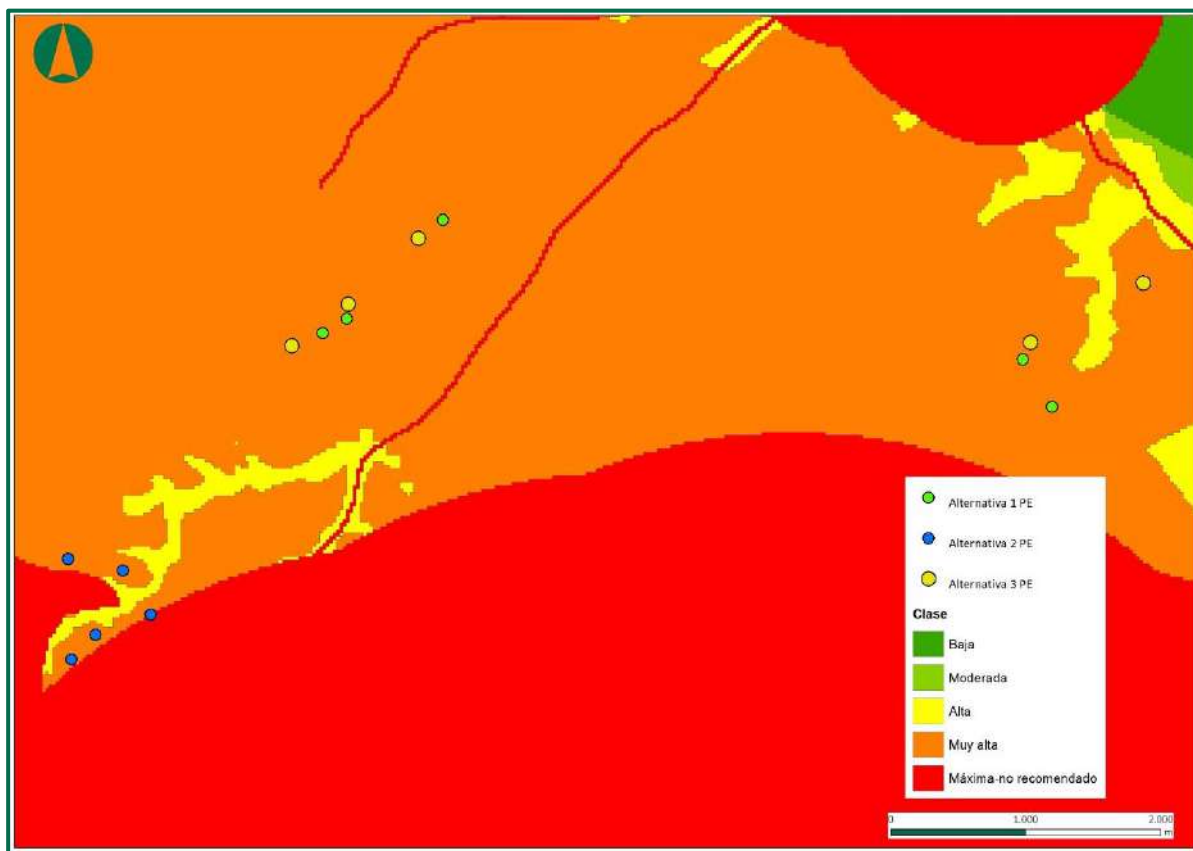 Alternativa 1 PE
Alternativa 2 PE
Alternativa 3 PE
Clase
Baja
Moderada
Alta
Muy alta
Máxima-no recomendado
0 1.000 2.000
m